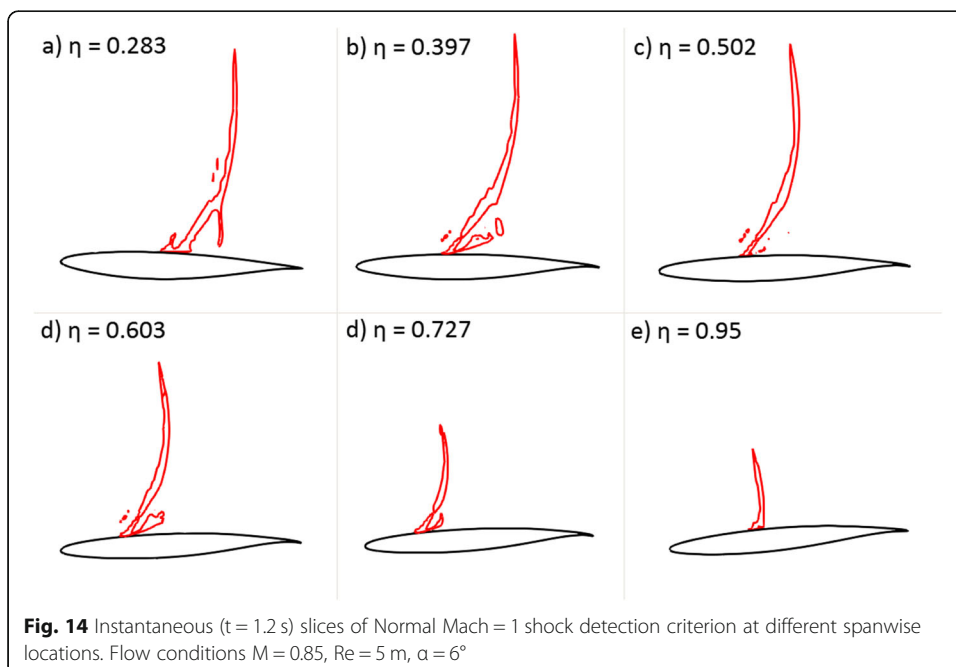 a) η = 0.283
b) η = 0.397
c) η = 0.502
d) η = 0.603
d) η = 0.727
e) η = 0.95
Fig. 14 Instantaneous (t = 1.2 s) slices of Normal Mach = 1 shock detection criterion at different spanwise
locations. Flow conditions M = 0.85, Re = 5 m, α = 6°